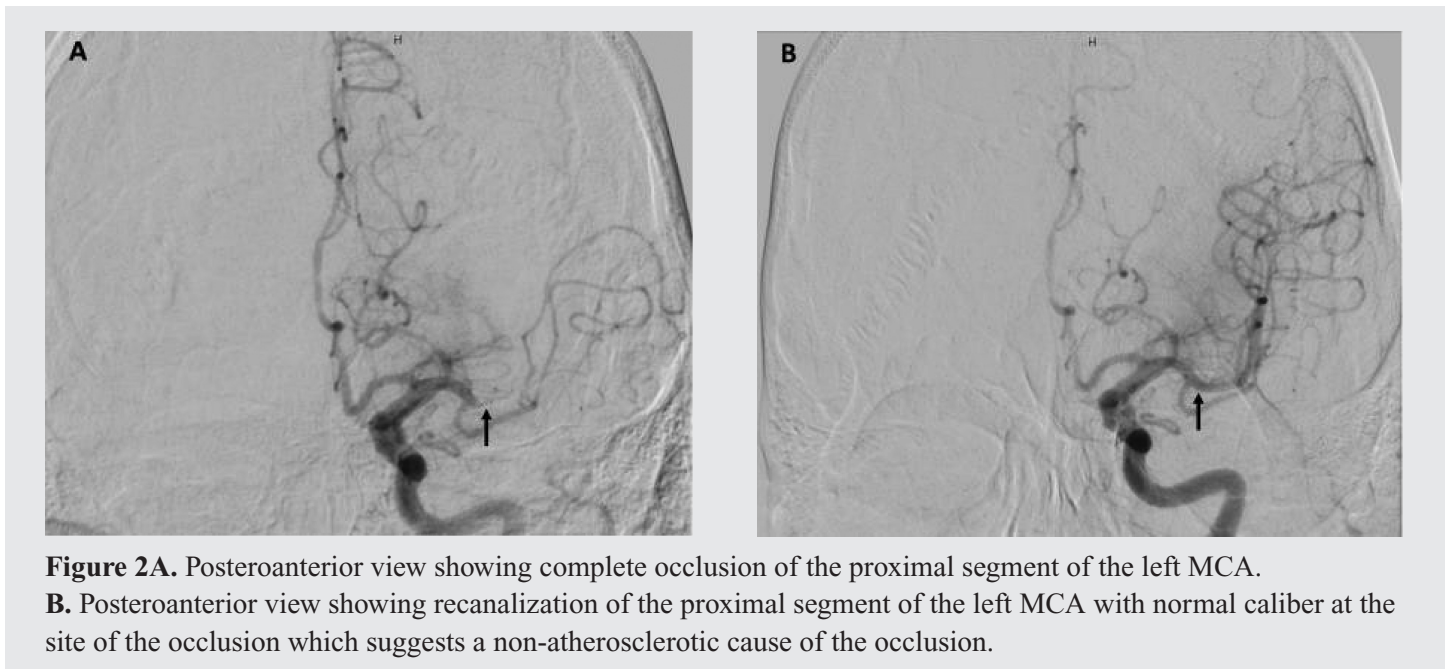 A
H
B
H
Figure 2A. Posteroanterior view showing complete occlusion of the proximal segment of the left MCA.
B. Posteroanterior view showing recanalization of the proximal segment of the left MCA with normal caliber at the
site of the occlusion which suggests a non-atherosclerotic cause of the occlusion.